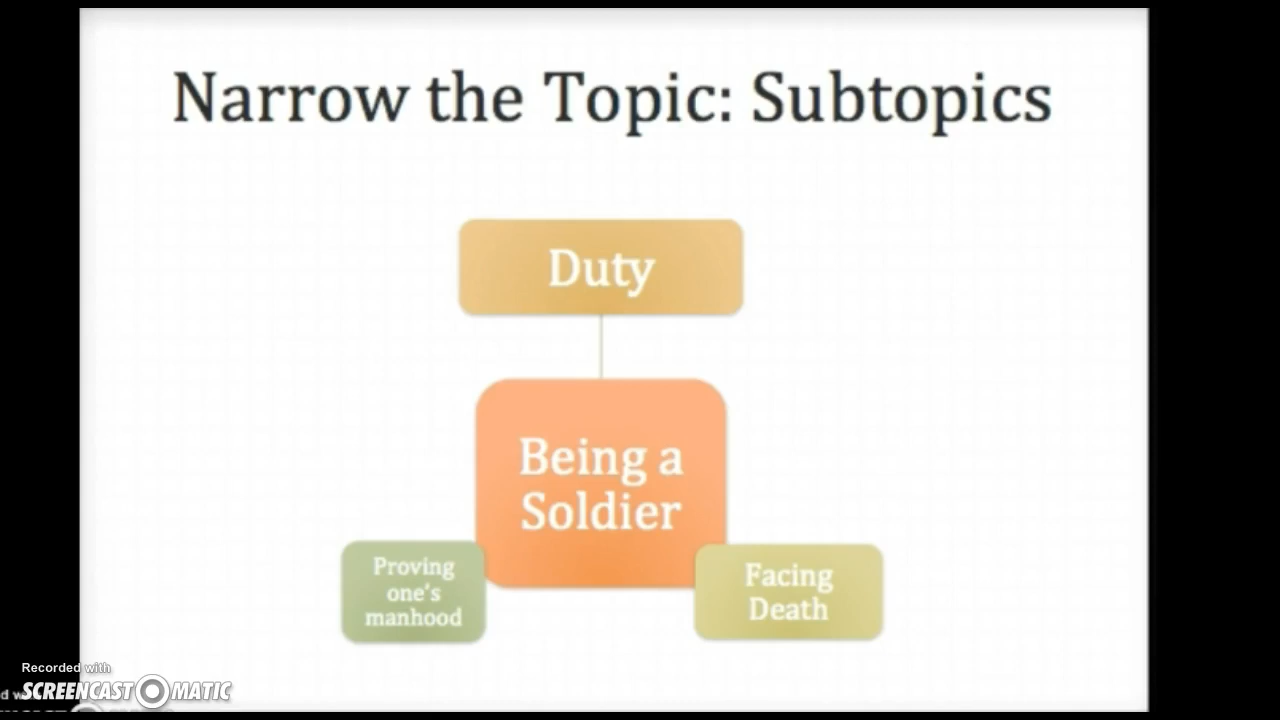 Narrow the Topic: Subtopics
Duty
Being a
Soldier
Proving
one's
manhood
Facing
Death
Recorded with
SCREENCAST MATIC